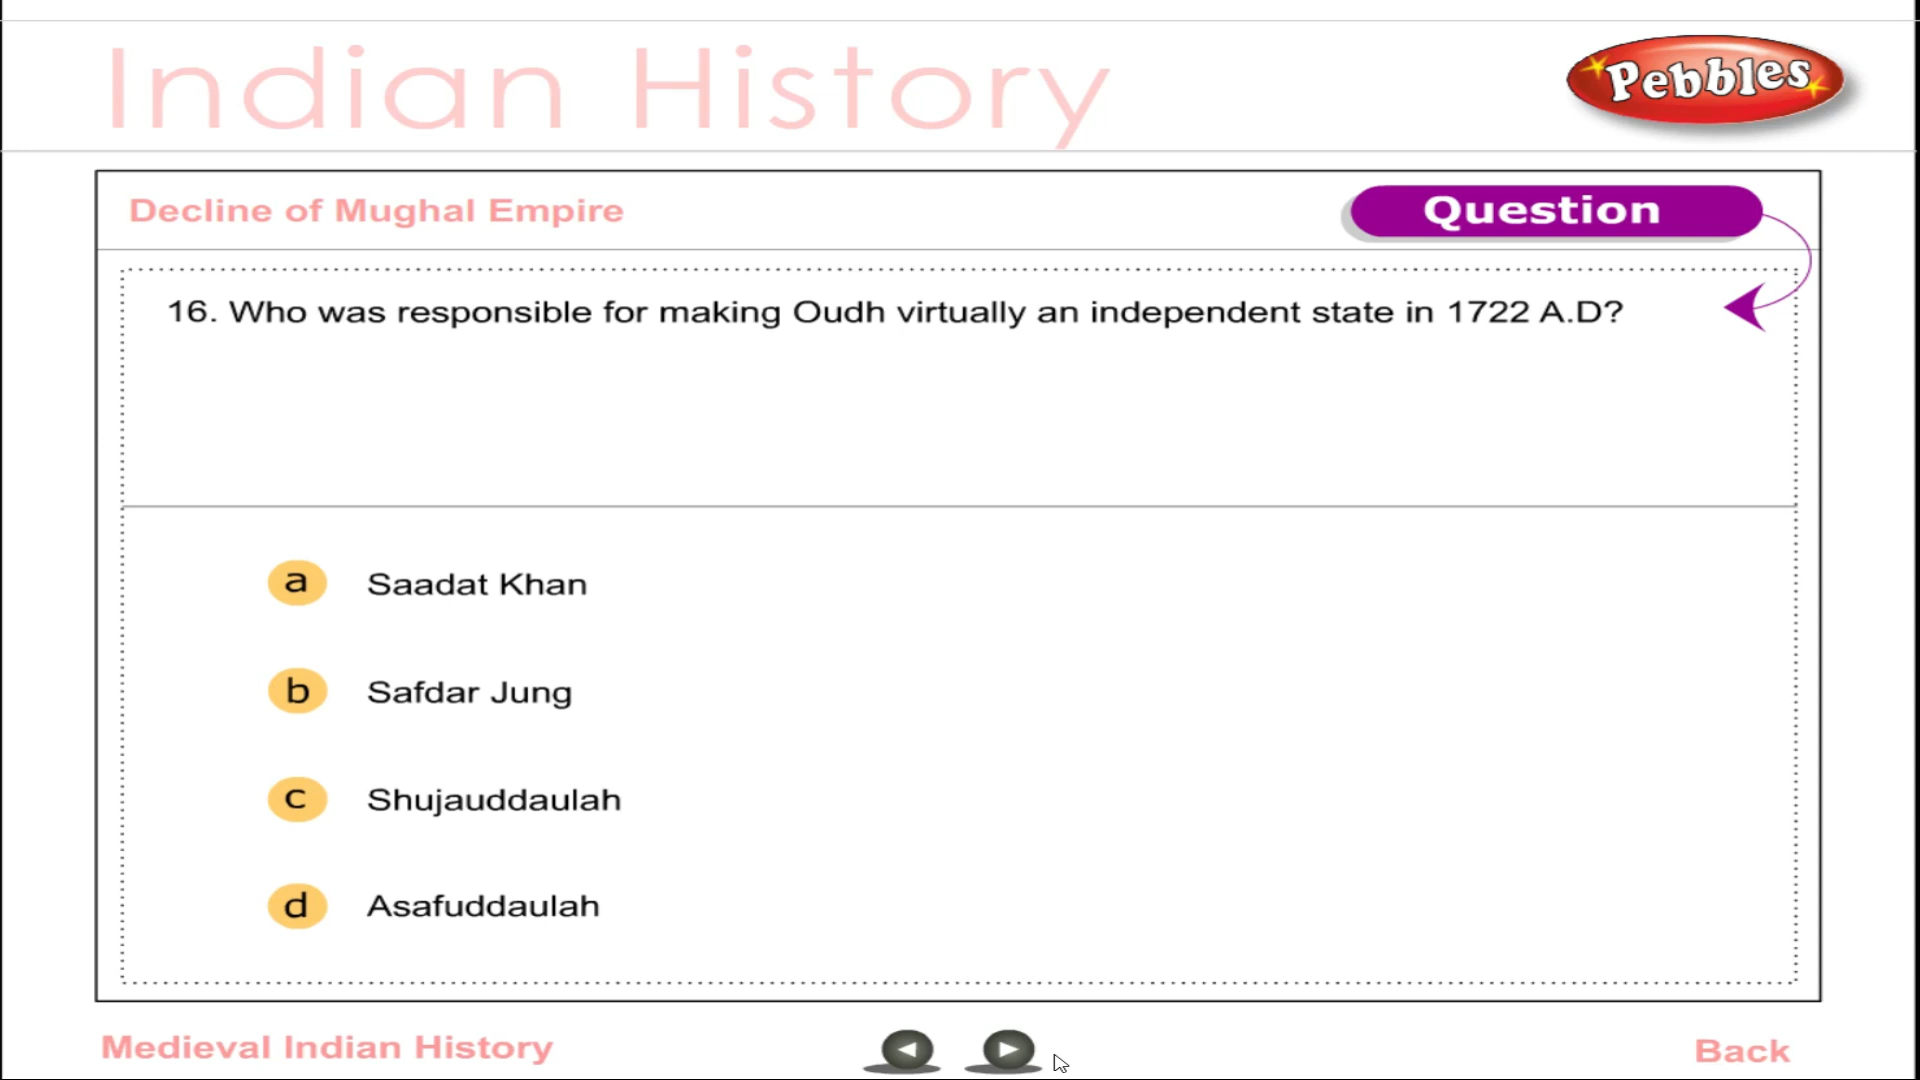 Indian History
Pebbles
Decline of Mughal Empire
Question
16. Who was responsible for making Oudh virtually an independent state in 1722 A.D?
a Saadat Khan
b Safdar Jung
c Shujauddaulah
d Asafuddaulah
Medieval Indian History
Back